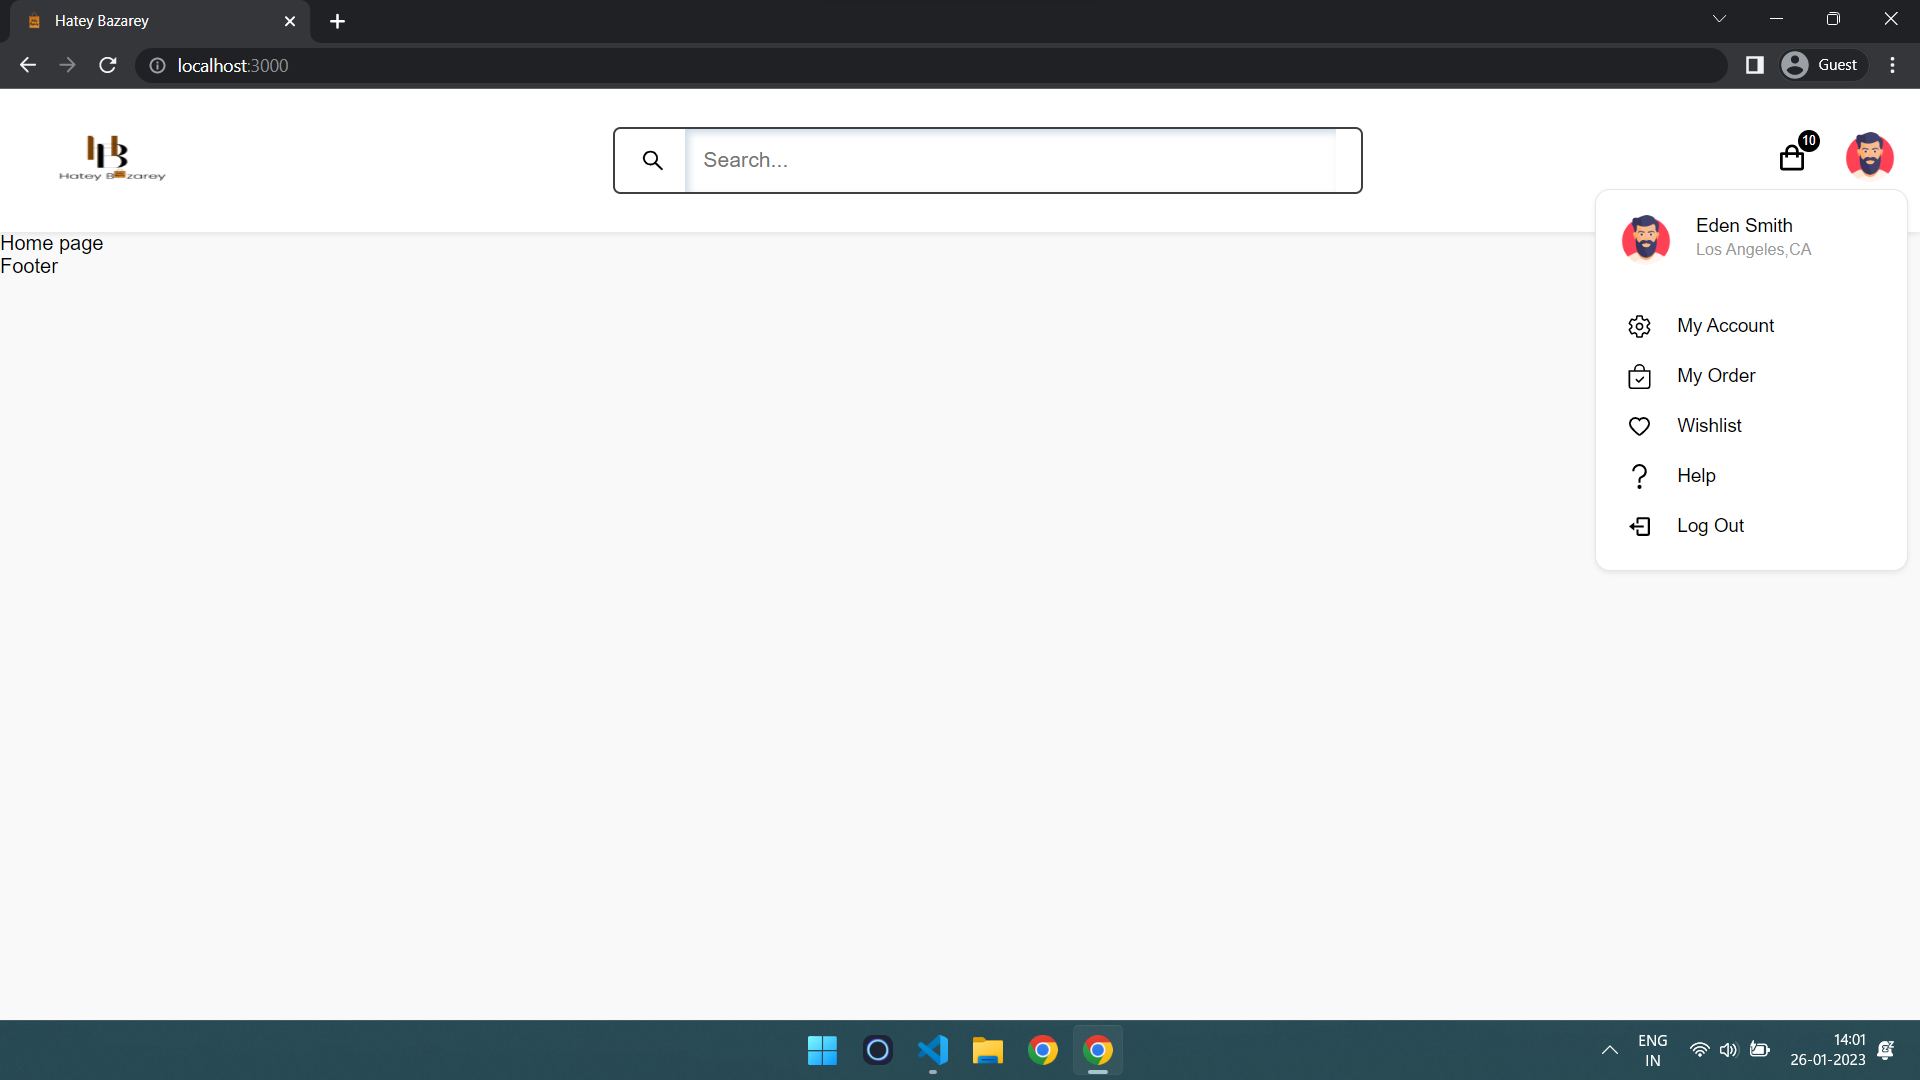 Hatey Bazarey
localhost:3000
Guest
HB
Hatey Bazarey
Search...
10
Eden Smith
Los Angeles,CA
Home page
Footer
My Account
My Order
Wishlist
Help
Log Out
ENG
IN
14:01
26-01-2023